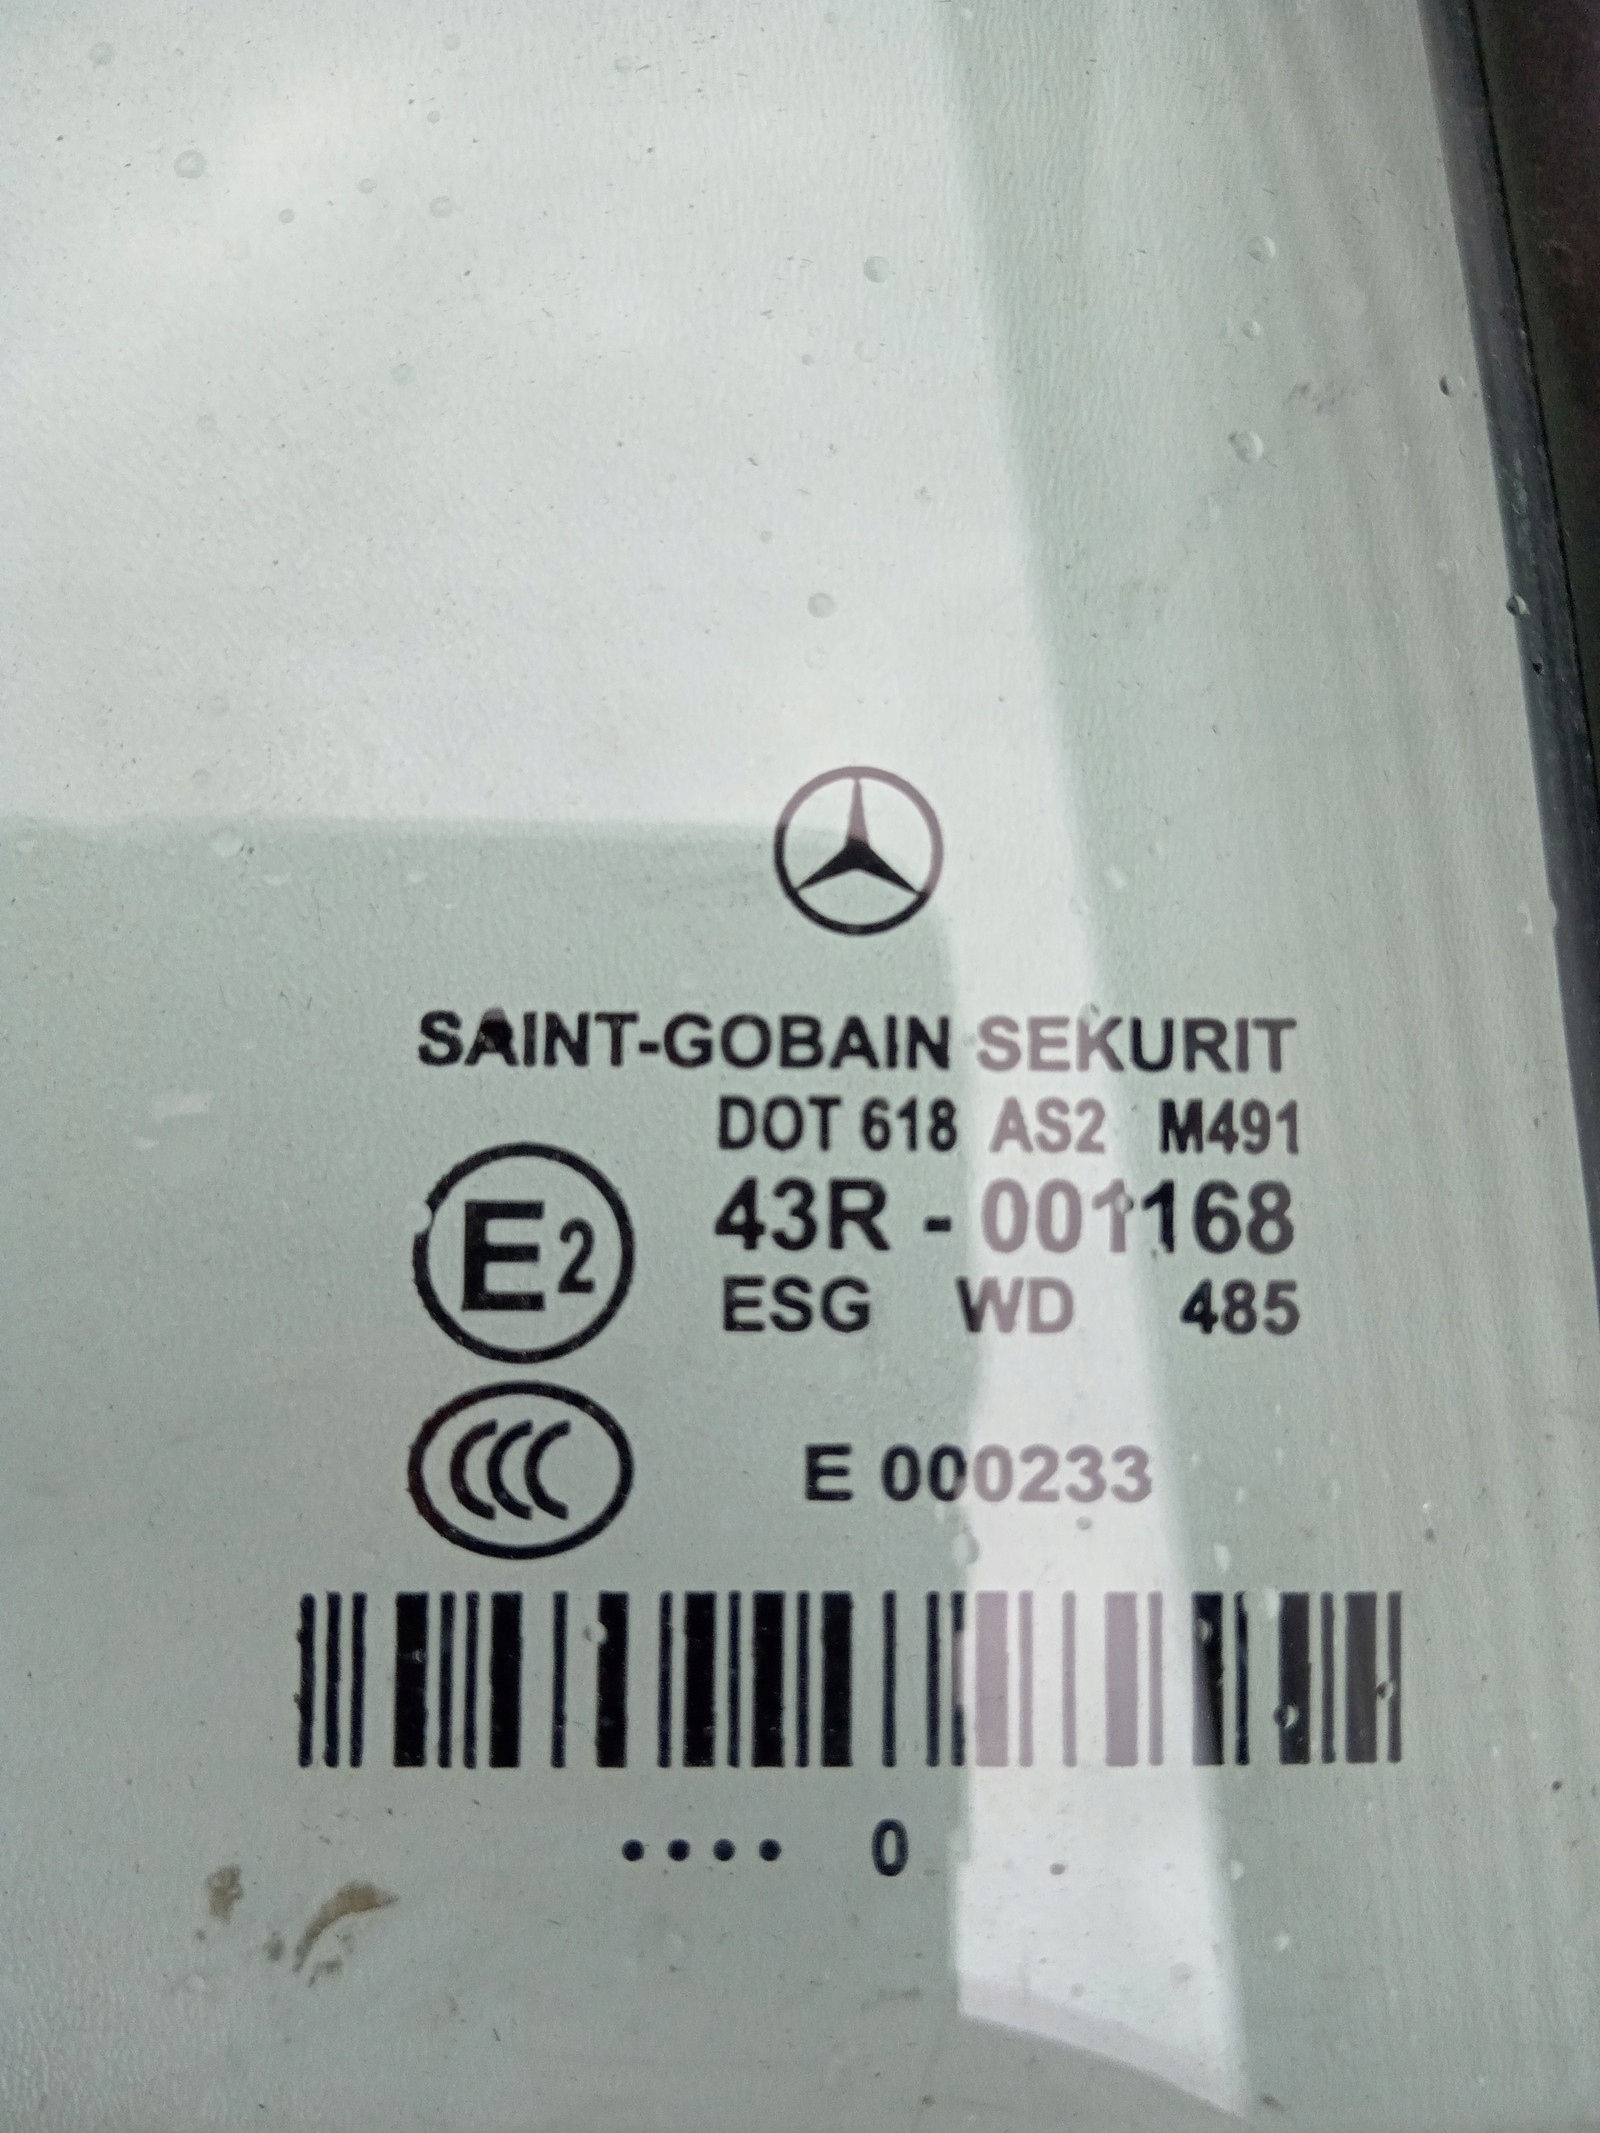 SAINT-GOBAIN SEKURIT
DOT 618 AS2 M491
E2
43R - 001168
ESG WD 485
CCC
E 000233
•••• 0